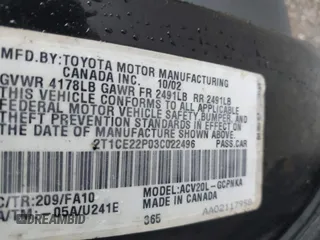 MFD.BY:TOYOTA MOTOR MANUFACTURING
CANADA INC. 10/02
GVWR 4178LB GAWR FR 2491LB RR 2491LB
THIS VEHICLE CONFORMS TO ALL APPLICABLE
FEDERAL MOTOR VEHICLE SAFETY, BUMPER, AND
THEFT PREVENTION STANDARDS IN EFFECT ON
THE DATE OF MANUFACTURE SHOWN ABOVE.
2T1CE22P03C022496 PASS.CAR
C/TR:209/FA10
MODEL:ACV20L-GCPNKA
05A/U241E
MADE IN CANADA
365